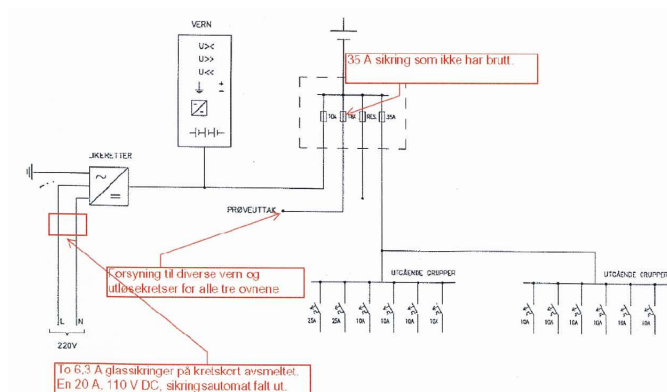 VERN
U><
U>>
U<<
35 A sikring som ikke har brutt.
10A
RES.
35A
LIKERETTER
PRØVEUTTAK
Forsyning til diverse vern og
utløsekretser for alle tre ovnene
UTGÅENDE GRUPPER
UTGÅENDE GRUPPER
25A 25A 10A 10A 10A 10A
10A 10A 10A 10A 10A 10A
L N
220V
To 6,3 A glassikringer på kretskort avsmeltet.
En 20 A, 110 V DC, sikringsautomat falt ut.